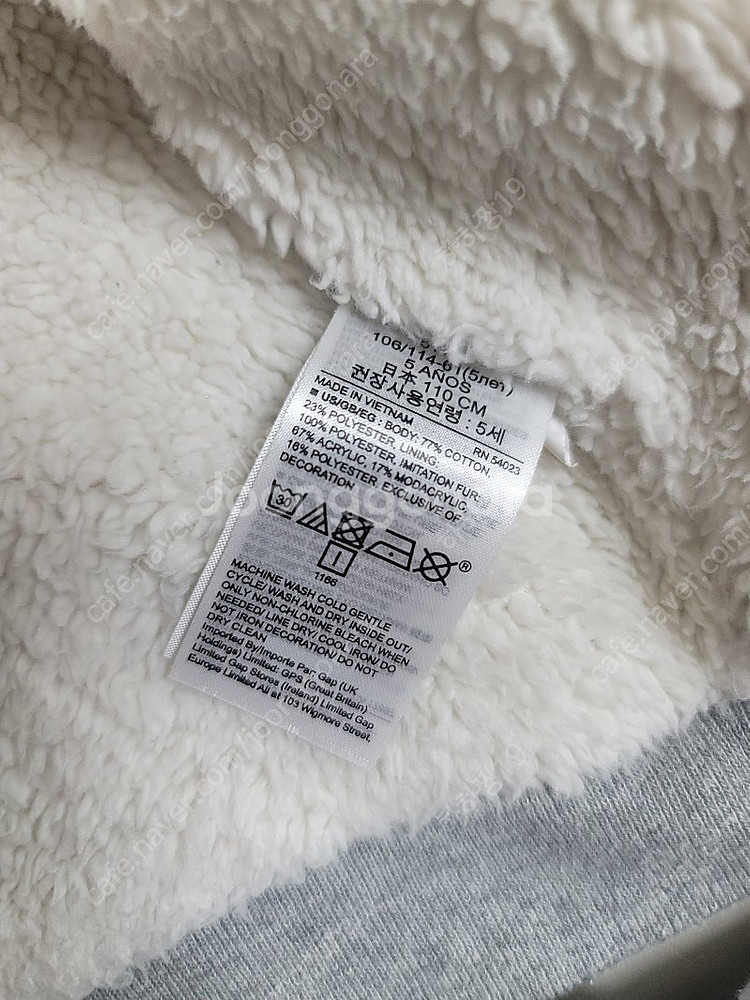 106/114-61(5лет)
5 AÑOS
日本 110 CM
권장사용연령 : 5세
MADE IN VIETNAM
RN 54023
■ US/GB/EG : BODY: 77% COTTON,
23% POLYESTER, LINING:
100% POLYESTER, IMITATION FUR:
67% ACRYLIC, 17% MODACRYLIC,
16% POLYESTER. EXCLUSIVE OF
DECORATION
30
®
1166
MACHINE WASH COLD GENTLE
CYCLE/ WASH AND DRY INSIDE OUT/
ONLY NON-CHLORINE BLEACH WHEN
NEEDED/ LINE DRY/ COOL IRON/ DO
NOT IRON DECORATION/ DO NOT
DRY CLEAN
Imported By/Importe Par: Gap (UK
Holdings) Limited: GPS (Great Britain)
Limited Gap Stores (Ireland) Limited Gap
Europe Limited All at 103 Wigmore Street,
joonggonara
cafe.naver.com/joonggonara